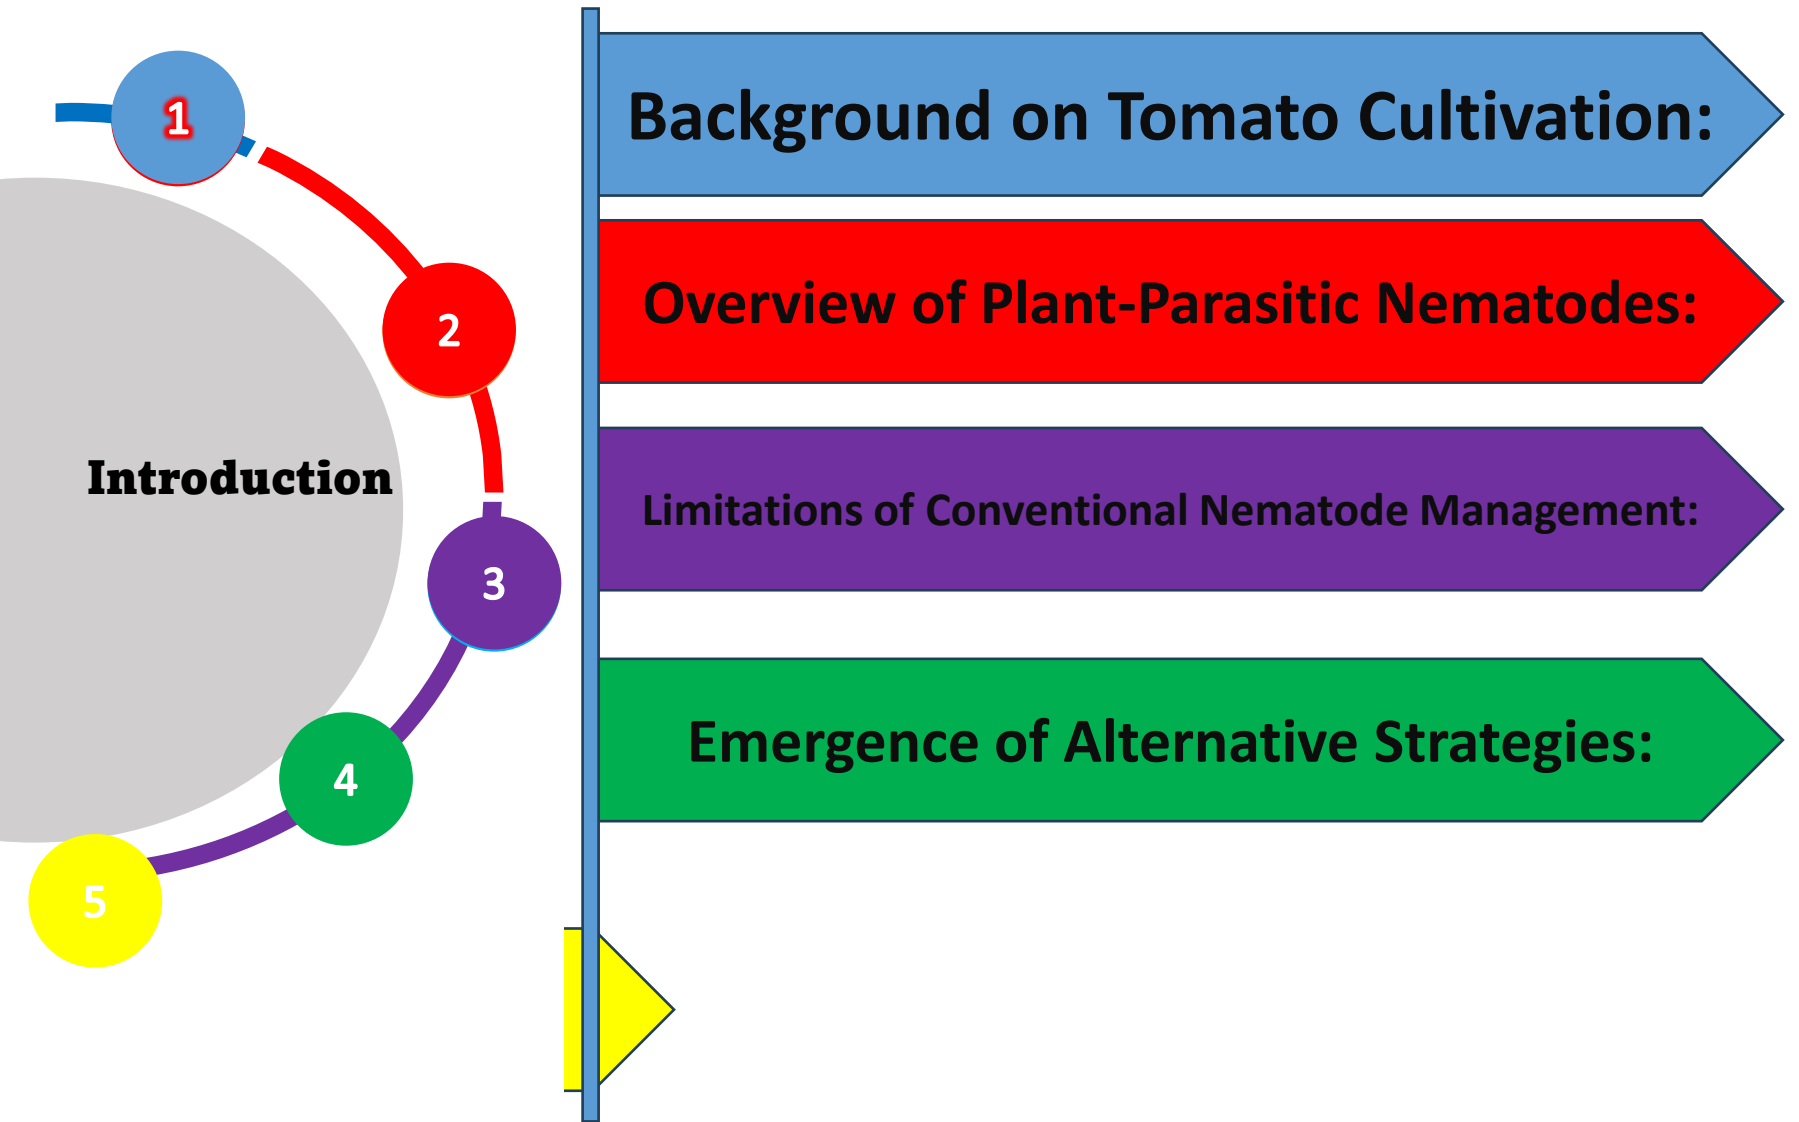 1
Background on Tomato Cultivation:
2
Overview of Plant-Parasitic Nematodes:
Introduction
3
Limitations of Conventional Nematode Management:
4
Emergence of Alternative Strategies:
5